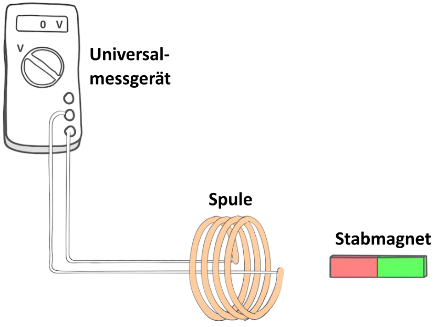 0 V
V
Universal-
messgerät
Spule
Stabmagnet